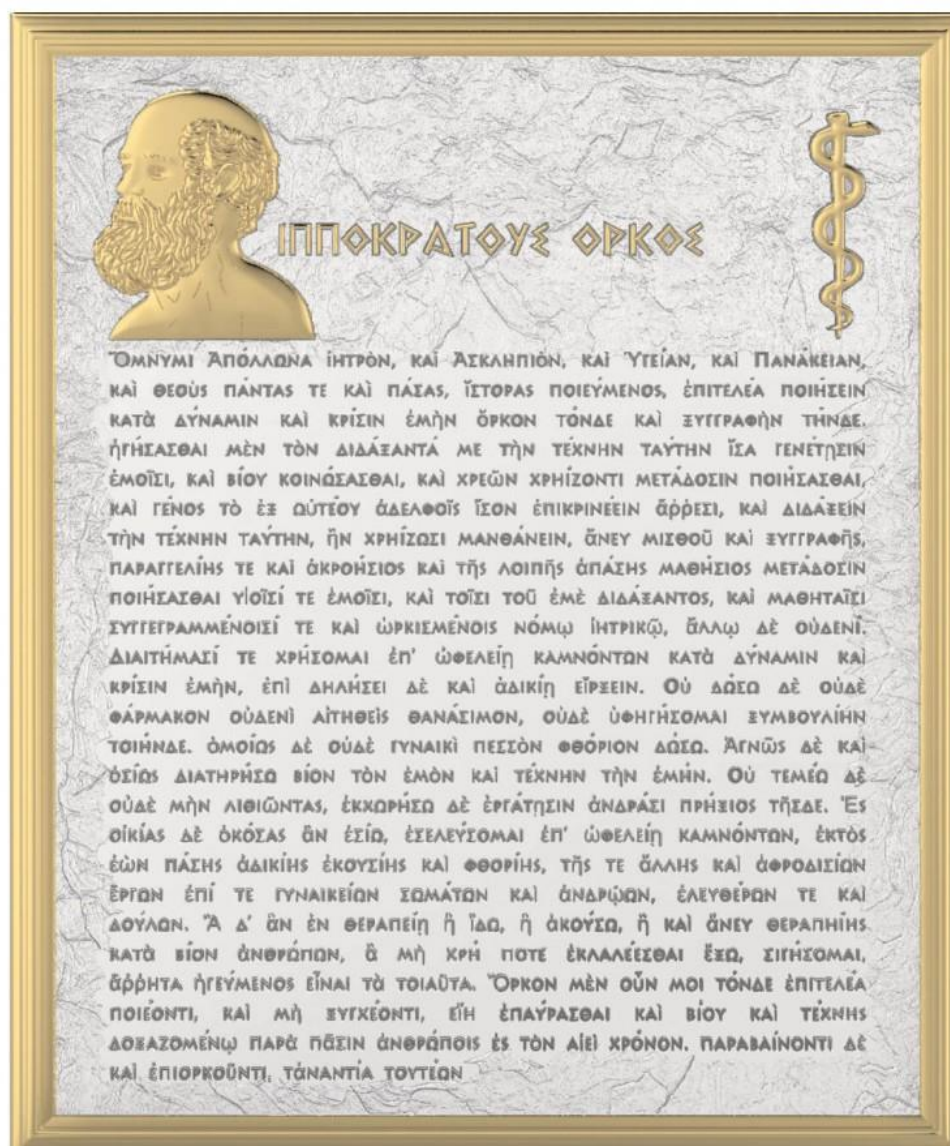 ΙΠΠΟΚΡΑΤΟΥΣ ΟΡΚΟΣ
Ὄμνυμι Ἀπόλλωνα ἰητρὸν, καὶ Ἀσκληπιὸν, καὶ Ὑγείαν, καὶ Πανάκειαν,
καὶ θεοὺς πάντας τε καὶ πάσας, ἵστορας ποιεύμενος, ἐπιτελέα ποιήσειν
κατὰ δύναμιν καὶ κρίσιν ἐμὴν ὅρκον τόνδε καὶ ξυγγραφὴν τήνδε.
ἡγήσασθαι μὲν τὸν διδάξαντά με τὴν τέχνην ταύτην ἴσα γενέτῃσιν
ἐμοῖσι, καὶ βίου κοινώσασθαι, καὶ χρεῶν χρηίζοντι μετάδοσιν ποιήσασθαι,
καὶ γένος τὸ ἐξ ωὐτέου ἀδελφοῖς ἴσον ἐπικρινέειν ἄῤῥεσι, καὶ διδάξειν
τὴν τέχνην ταύτην, ἢν χρηίζωσι μανθάνειν, ἄνευ μισθοῦ καὶ ξυγγραφῆς,
παραγγελίης τε καὶ ἀκροήσιος καὶ τῆς λοιπῆς ἁπάσης μαθήσιος μετάδοσιν
ποιήσασθαι υἱοῖσί τε ἐμοῖσι, καὶ τοῖσι τοῦ ἐμὲ διδάξαντος, καὶ μαθηταῖσι
συγγεγραμμένοισί τε καὶ ὡρκισμένοις νόμῳ ἰητρικῷ, ἄλλῳ δὲ οὐδενί.
Διαιτήμασί τε χρήσομαι ἐπ' ὠφελείῃ καμνόντων κατὰ δύναμιν καὶ
κρίσιν ἐμὴν, ἐπὶ δηλήσει δὲ καὶ ἀδικίῃ εἴρξειν. Οὐ δώσω δὲ οὐδὲ
φάρμακον οὐδενὶ αἰτηθεὶς θανάσιμον, οὐδὲ ὑφηγήσομαι ξυμβουλίην
τοιήνδε. ὁμοίως δὲ οὐδὲ γυναικὶ πεσσὸν φθόριον δώσω. Ἁγνῶς δὲ καὶ
ὁσίως διατηρήσω βίον τὸν ἐμὸν καὶ τέχνην τὴν ἐμήν. Οὐ τεμέω δὲ
οὐδὲ μὴν λιθιῶντας, ἐκχωρήσω δὲ ἐργάτῃσιν ἀνδράσι πρήξιος τῆσδε. Ἐς
οἰκίας δὲ ὁκόσας ἂν ἐσίω, ἐσελεύσομαι ἐπ' ὠφελείῃ καμνόντων, ἐκτὸς
ἐὼν πάσης ἀδικίης ἑκουσίης καὶ φθορίης, τῆς τε ἄλλης καὶ ἀφροδισίων
ἔργων ἐπί τε γυναικείων σωμάτων καὶ ἀνδρῴων, ἐλευθέρων τε καὶ
δούλων. Ἃ δ' ἂν ἐν θεραπείῃ ἢ ἴδω, ἢ ἀκούσω, ἢ καὶ ἄνευ θεραπηίης
κατὰ βίον ἀνθρώπων, ἃ μὴ χρή ποτε ἐκλαλέεσθαι ἔξω, σιγήσομαι,
ἄῤῥητα ἡγεύμενος εἶναι τὰ τοιαῦτα. Ὅρκον μὲν οὖν μοι τόνδε ἐπιτελέα
ποιέοντι, καὶ μὴ ξυγχέοντι, εἴη ἐπαύρασθαι καὶ βίου καὶ τέχνης
δοξαζομένῳ παρὰ πᾶσιν ἀνθρώποις ἐς τὸν αἰεὶ χρόνον. παραβαίνοντι δὲ
καὶ ἐπιορκοῦντι, τἀναντία τουτέων